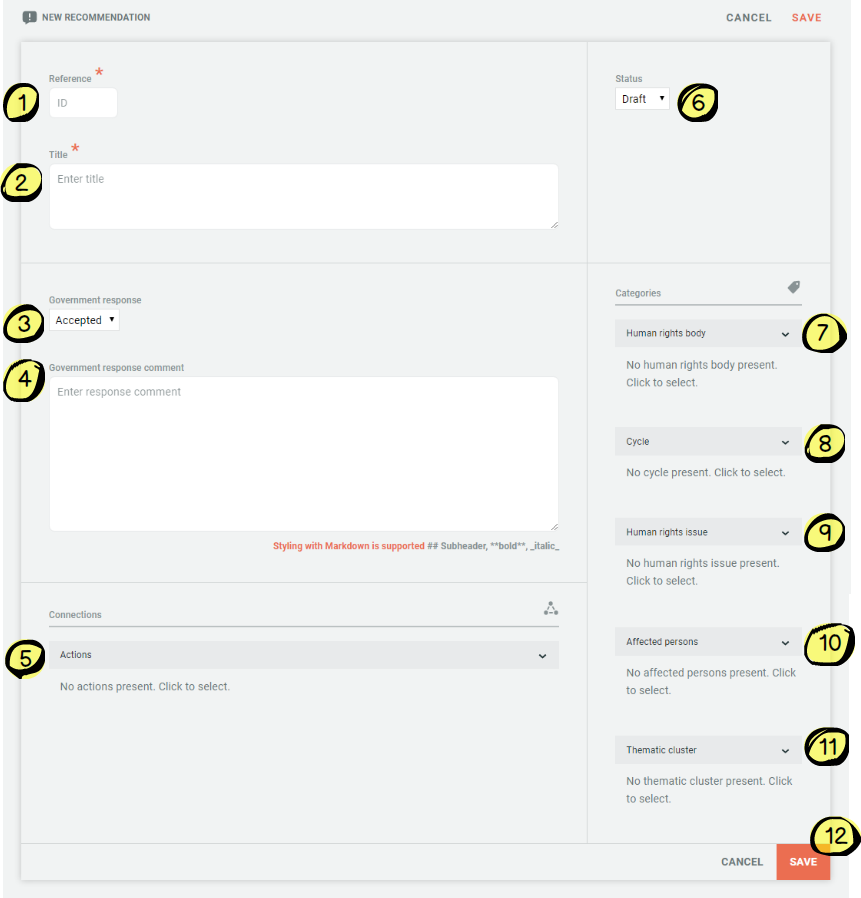 NEW RECOMMENDATION
CANCEL SAVE
Reference *
1 ID
Title *
2 Enter title
Status
Draft 6
Government response
3 Accepted
4 Government response comment
Enter response comment
Styling with Markdown is supported ## Subheader, **bold**, _italic_
Connections
5 Actions
No actions present. Click to select.
Categories
Human rights body 7
No human rights body present.
Click to select.
Cycle 8
No cycle present. Click to select.
Human rights issue 9
No human rights issue present.
Click to select.
Affected persons 10
No affected persons present. Click
to select.
Thematic cluster 11
No thematic cluster present. Click
to select.
12
CANCEL SAVE